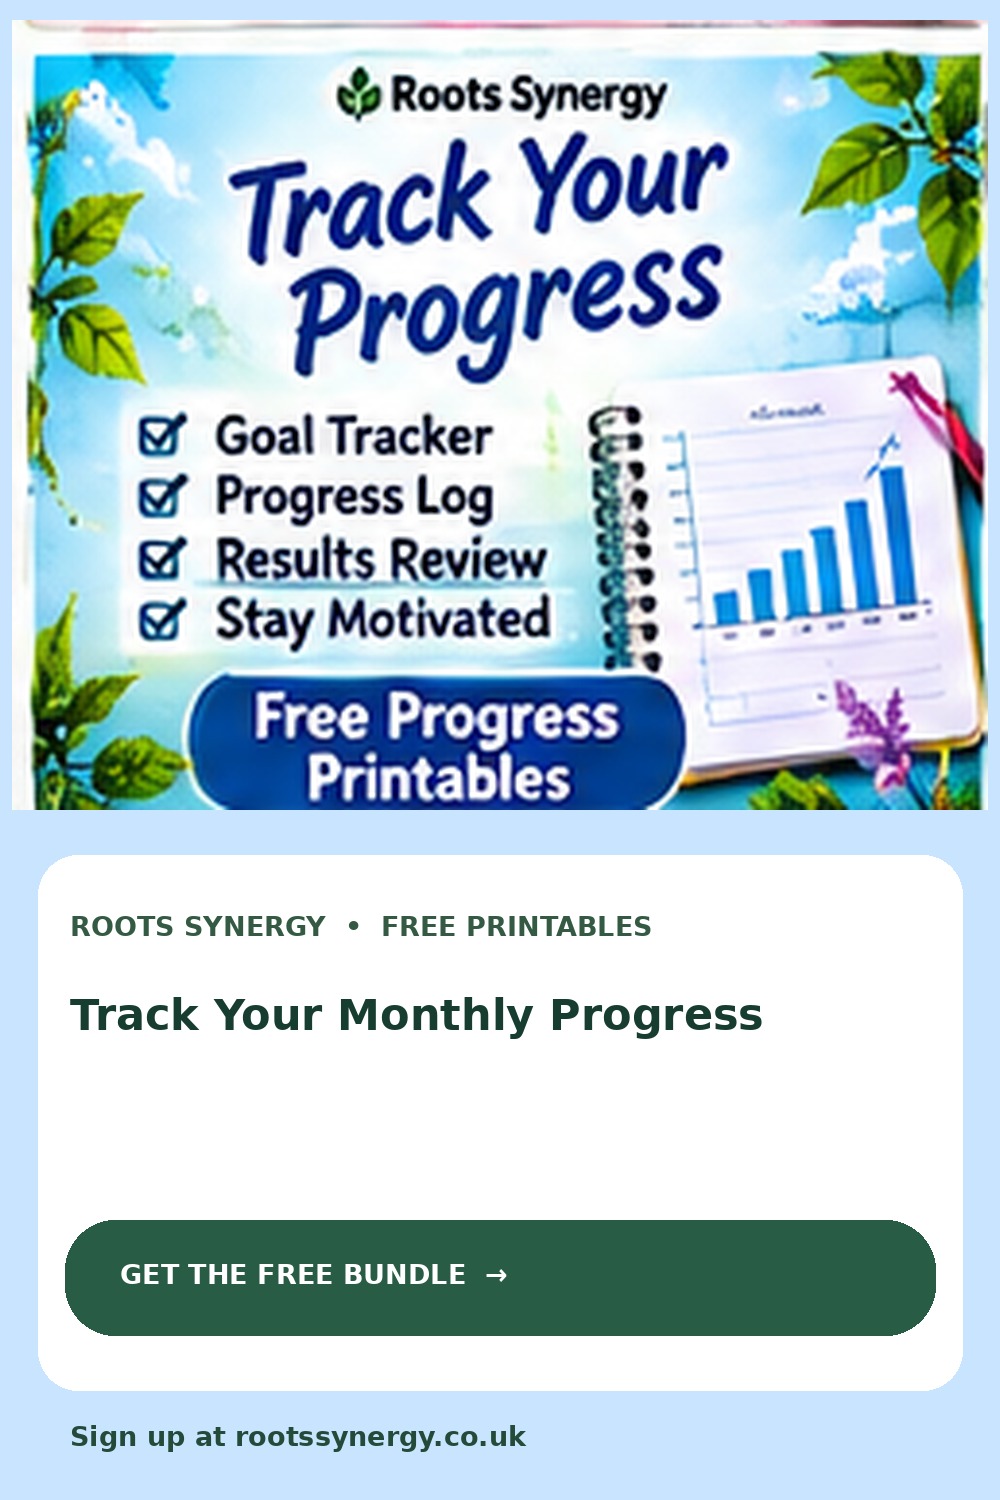 Roots Synergy
Track Your
Progress
Goal Tracker
Progress Log
Results Review
Stay Motivated
Free Progress
Printables
ROOTS SYNERGY • FREE PRINTABLES
Track Your Monthly Progress
GET THE FREE BUNDLE →
Sign up at rootssynergy.co.uk